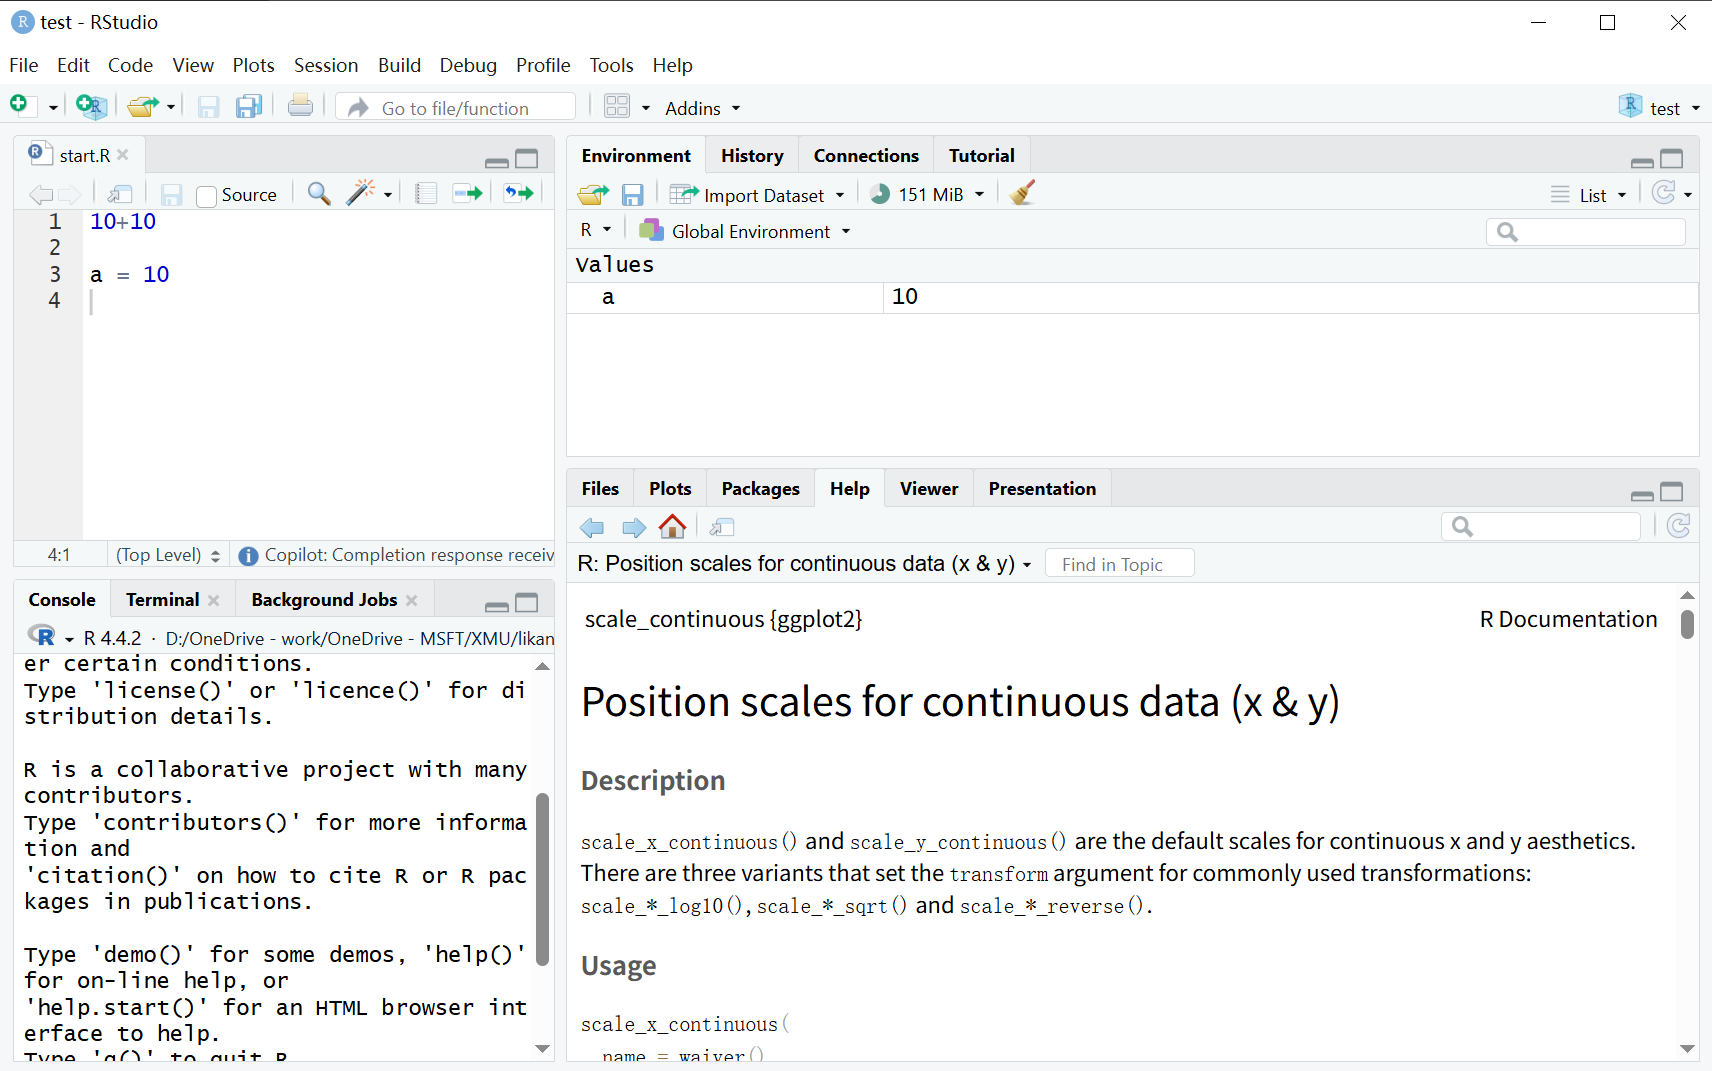 test - RStudio
File Edit Code View Plots Session Build Debug Profile Tools Help
Go to file/function Addins test
start.R
Source
1 10+10
2
3 a = 10
4
4:1 (Top Level) Copilot: Completion response receiv
Console Terminal Background Jobs
R 4.4.2 · D:/OneDrive - work/OneDrive - MSFT/XMU/likan
er certain conditions.
Type 'license()' or 'licence()' for di
stribution details.
R is a collaborative project with many
contributors.
Type 'contributors()' for more informa
tion and
'citation()' on how to cite R or R pac
kages in publications.
Type 'demo()' for some demos, 'help()'
for on-line help, or
'help.start()' for an HTML browser int
erface to help.
Type 'q()' to quit R.
Environment History Connections Tutorial
Import Dataset 151 MiB List
R Global Environment
Values
a 10
Files Plots Packages Help Viewer Presentation
R: Position scales for continuous data (x & y) Find in Topic
scale_continuous {ggplot2} R Documentation
Position scales for continuous data (x & y)
Description
scale_x_continuous() and scale_y_continuous() are the default scales for continuous x and y aesthetics.
There are three variants that set the transform argument for commonly used transformations:
scale_*_log10(), scale_*_sqrt() and scale_*_reverse().
Usage
scale_x_continuous(
name = waiver()